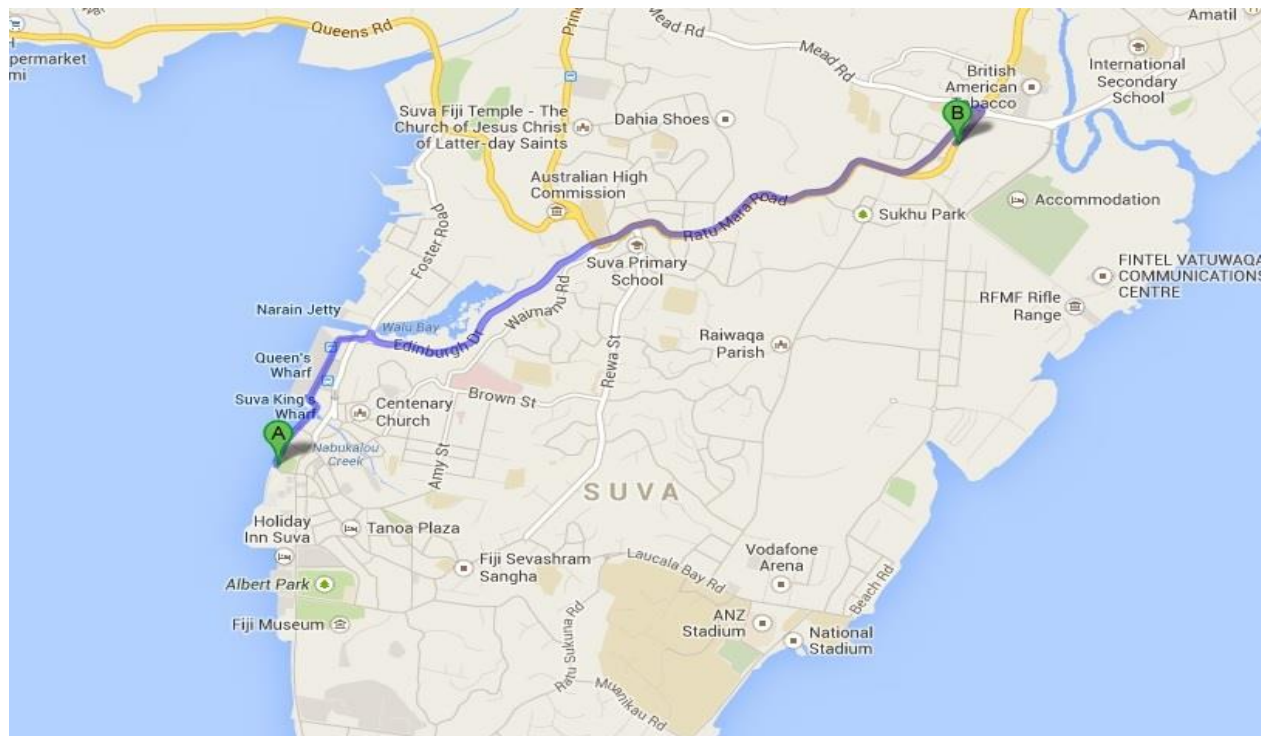 Queens Rd
Princ
Mead Rd
Mead Rd
Amatil
permarket
mi
British
American
Tobacco
International
Secondary
School
B
Suva Fiji Temple - The
Church of Jesus Christ
of Latter-day Saints
Dahia Shoes
Australian High
Commission
Accommodation
Ratu Mara Road
Sukhu Park
Foster Road
Suva Primary
School
FINTEL VATUWAQA
COMMUNICATIONS
CENTRE
RFMF Rifle
Range
Narain Jetty
Walu Bay
Edinburgh Dr
Waimanu Rd
Raiwaqa
Parish
Queen's
Wharf
Rewa St
Suva King's
Wharf
Centenary
Church
Brown St
A
Nabukalou
Creek
Amy St
SUVA
Holiday
Inn Suva
Tanoa Plaza
Fiji Sevashram
Sangha
Laucala Bay Rd
Vodafone
Arena
Beach Rd
Albert Park
Fiji Museum
ANZ
Stadium
National
Stadium
Ratu Sukuna Rd
Muanikau Rd